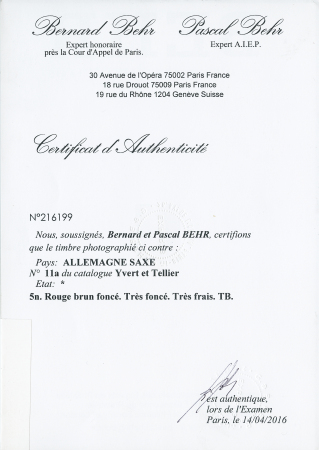 Bernard Behr
Expert honoraire
près la Cour d'Appel de Paris.
Pascal Behr
Expert A.I.E.P.
30 Avenue de l'Opéra 75002 Paris France
18 rue Drouot 75009 Paris France
19 rue du Rhône 1204 Genève Suisse
Certificat d'Authenticité
N°216199
Nous, soussignés, Bernard et Pascal BEHR, certifions
que le timbre photographié ci contre :
Pays: ALLEMAGNE SAXE
N° 11a du catalogue Yvert et Tellier
Etat: *
5n. Rouge brun foncé. Très foncé. Très frais. TB.
est authentique,
lors de l'Examen
Paris, le 14/04/2016